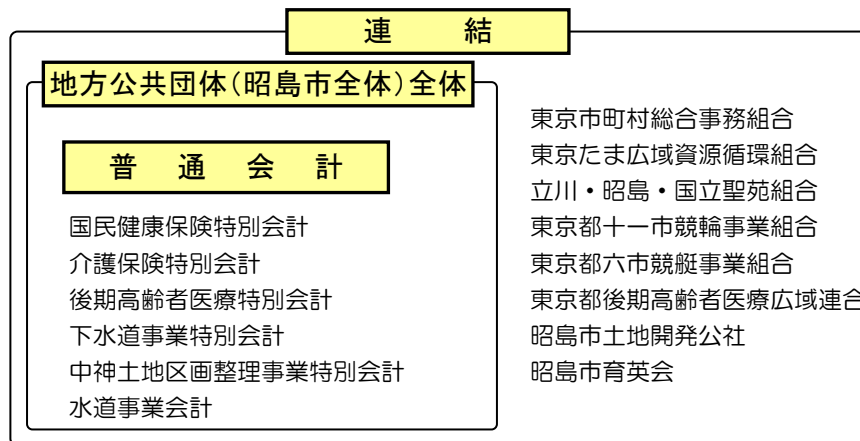 連結
地方公共団体(昭島市全体)全体
普通会計
国民健康保険特別会計
介護保険特別会計
後期高齢者医療特別会計
下水道事業特別会計
中神土地区画整理事業特別会計
水道事業会計
東京市町村総合事務組合
東京たま広域資源循環組合
立川・昭島・国立聖苑組合
東京都十一市競輪事業組合
東京都六市競艇事業組合
東京都後期高齢者医療広域連合
昭島市土地開発公社
昭島市育英会